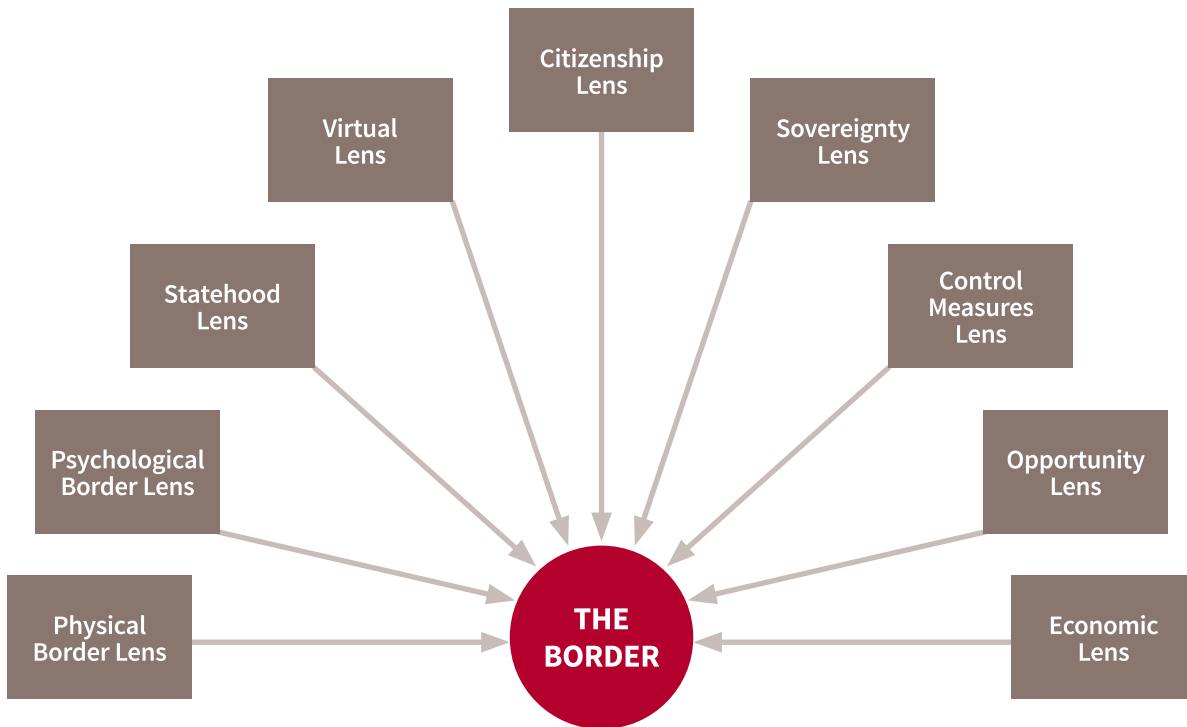 Citizenship
Lens
Virtual
Lens
Sovereignty
Lens
Statehood
Lens
Control
Measures
Lens
Psychological
Border Lens
Opportunity
Lens
Physical
Border Lens
THE
BORDER
Economic
Lens